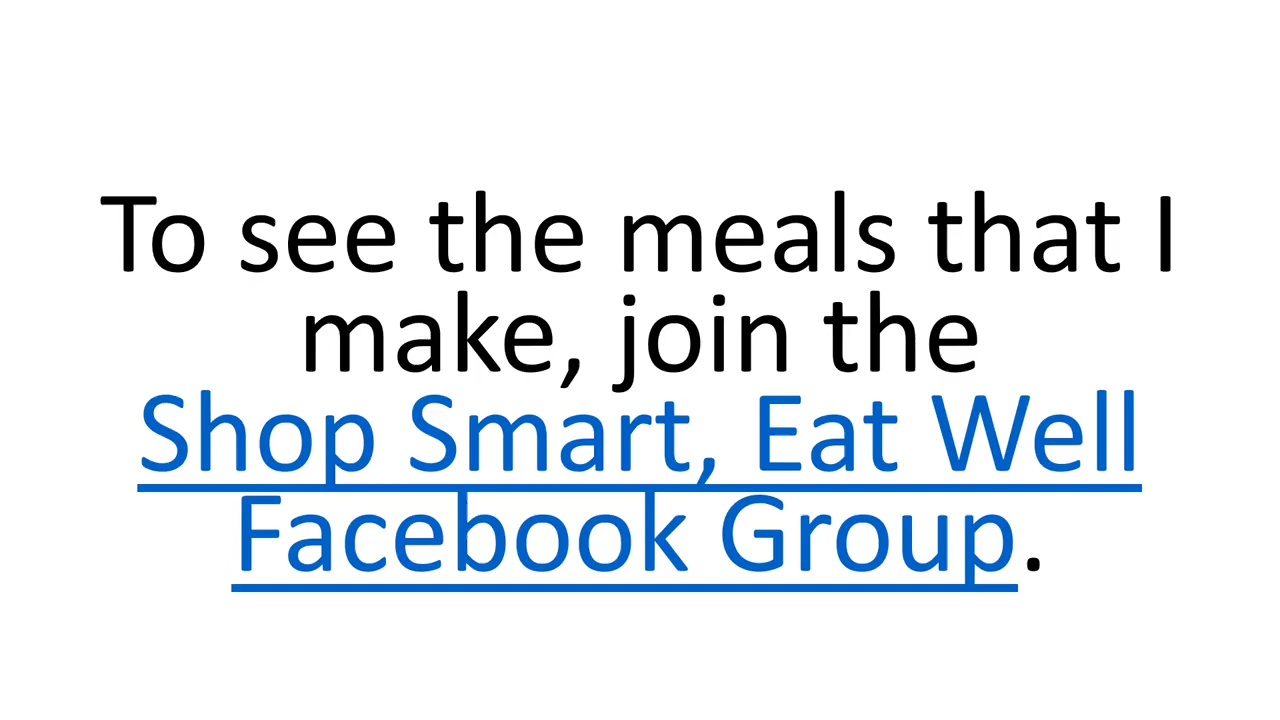 To see the meals that I
make, join the
Shop Smart, Eat Well
Facebook Group.